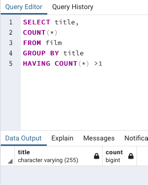 Query Editor Query History
1 SELECT title,
2 COUNT(*)
3 FROM film
4 GROUP BY title
5 HAVING COUNT(*) >1
Data Output Explain Messages Notifica
title count
character varying (255) bigint